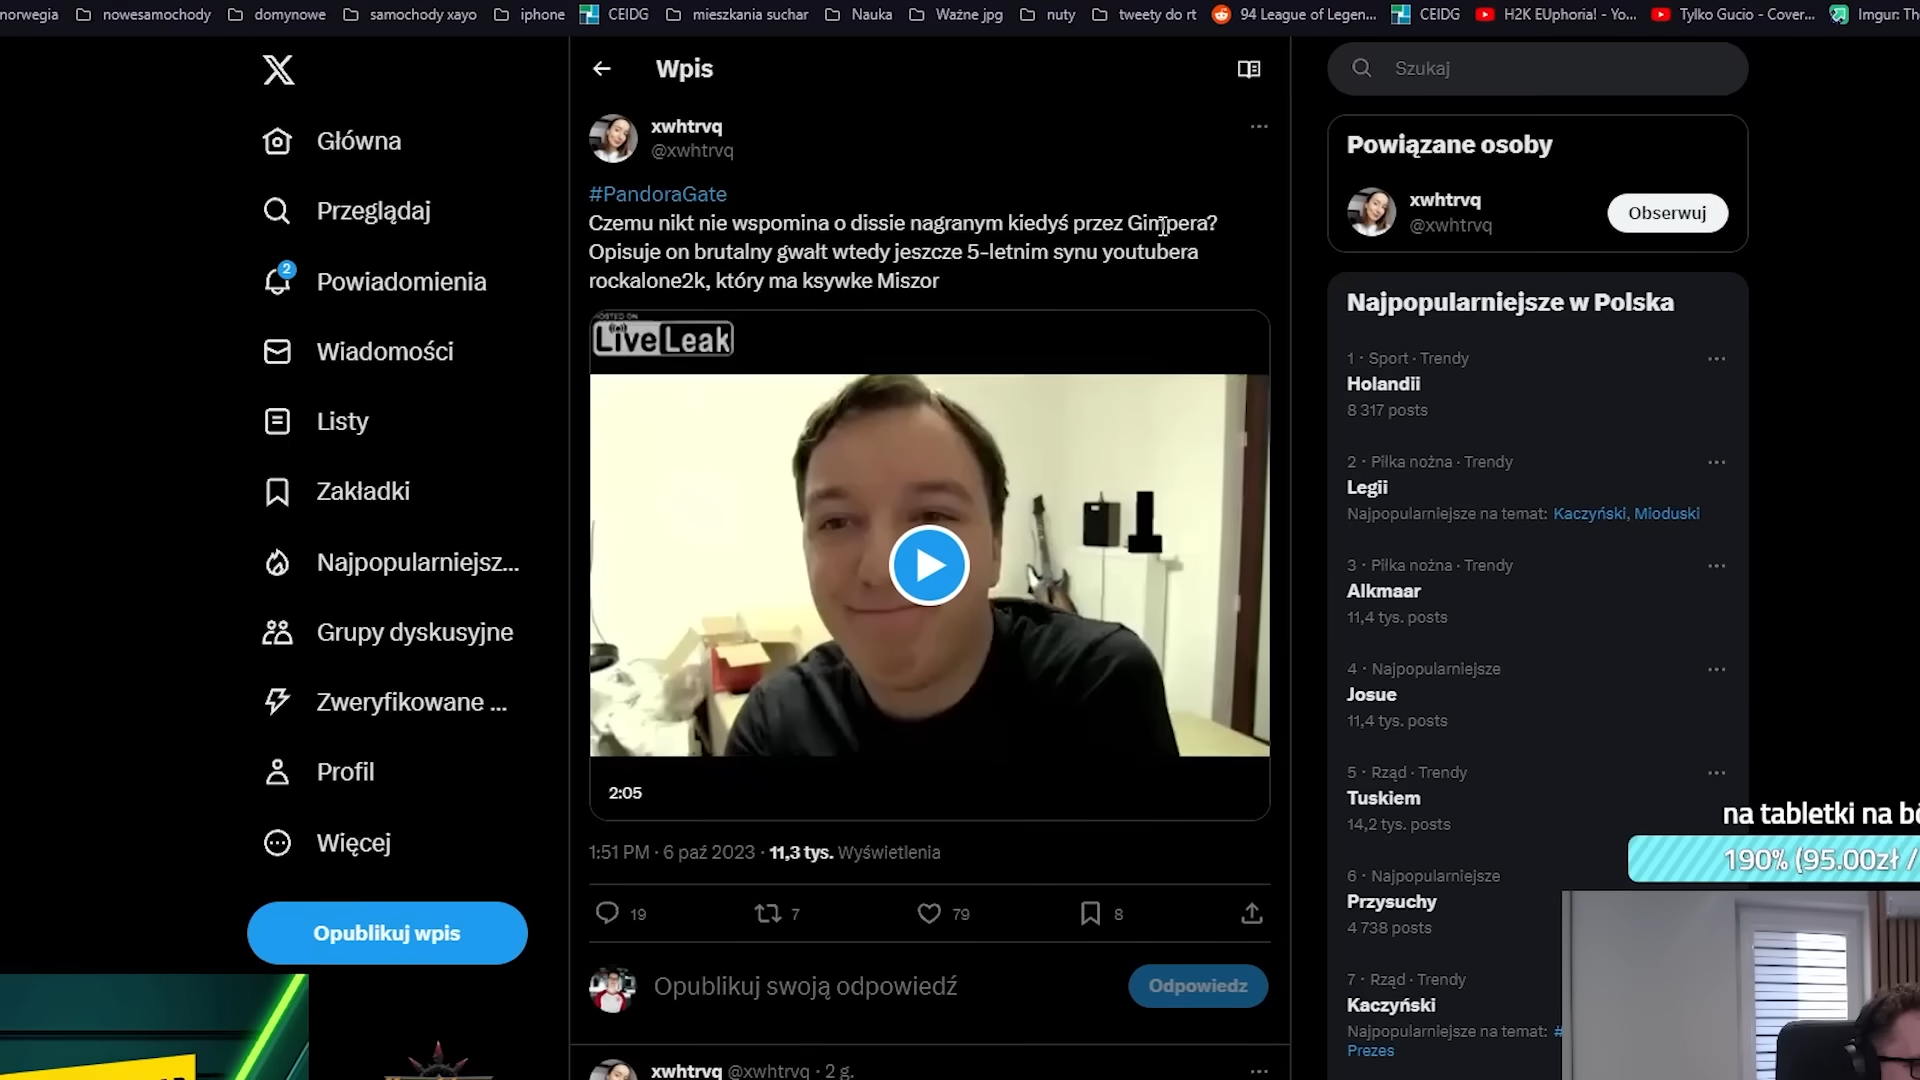 norwegia
nowesamochody
domynowe
samochody xayo
iphone
CEIDG
mieszkania suchar
Nauka
Ważne jpg
nuty
tweety do rt
94 League of Legen...
CEIDG
H2K EUphoria! - Yo...
Tylko Gucio - Cover...
Imgur: Th
Główna
Przeglądaj
2
Powiadomienia
Wiadomości
Listy
Zakładki
Najpopularniejsz...
Grupy dyskusyjne
Zweryfikowane ...
Profil
Więcej
Opublikuj wpis
Wpis
xwhtrvq
@xwhtrvq
#PandoraGate
Czemu nikt nie wspomina o dissie nagranym kiedyś przez Gimpera?
Opisuje on brutalny gwałt wtedy jeszcze 5-letnim synu youtubera
rockalone2k, który ma ksywke Miszor
HOSTED ON
LiveLeak
2:05
1:51 PM · 6 paź 2023 · 11,3 tys. Wyświetlenia
19
7
79
8
Opublikuj swoją odpowiedź
Odpowiedz
xwhtrvq @xwhtrvq · 2 g.
Szukaj
Powiązane osoby
xwhtrvq
@xwhtrvq
Obserwuj
Najpopularniejsze w Polska
1 · Sport · Trendy
Holandii
8 317 posts
2 · Piłka nożna · Trendy
Legii
Najpopularniejsze na temat: Kaczyński, Mioduski
3 · Piłka nożna · Trendy
Alkmaar
11,4 tys. posts
4 · Najpopularniejsze
Josue
11,4 tys. posts
5 · Rząd · Trendy
Tuskiem
14,2 tys. posts
6 · Najpopularniejsze
Przysuchy
4 738 posts
7 · Rząd · Trendy
Kaczyński
Najpopularniejsze na temat: #
Prezes
na tabletki na bó
190% (95.00zł /